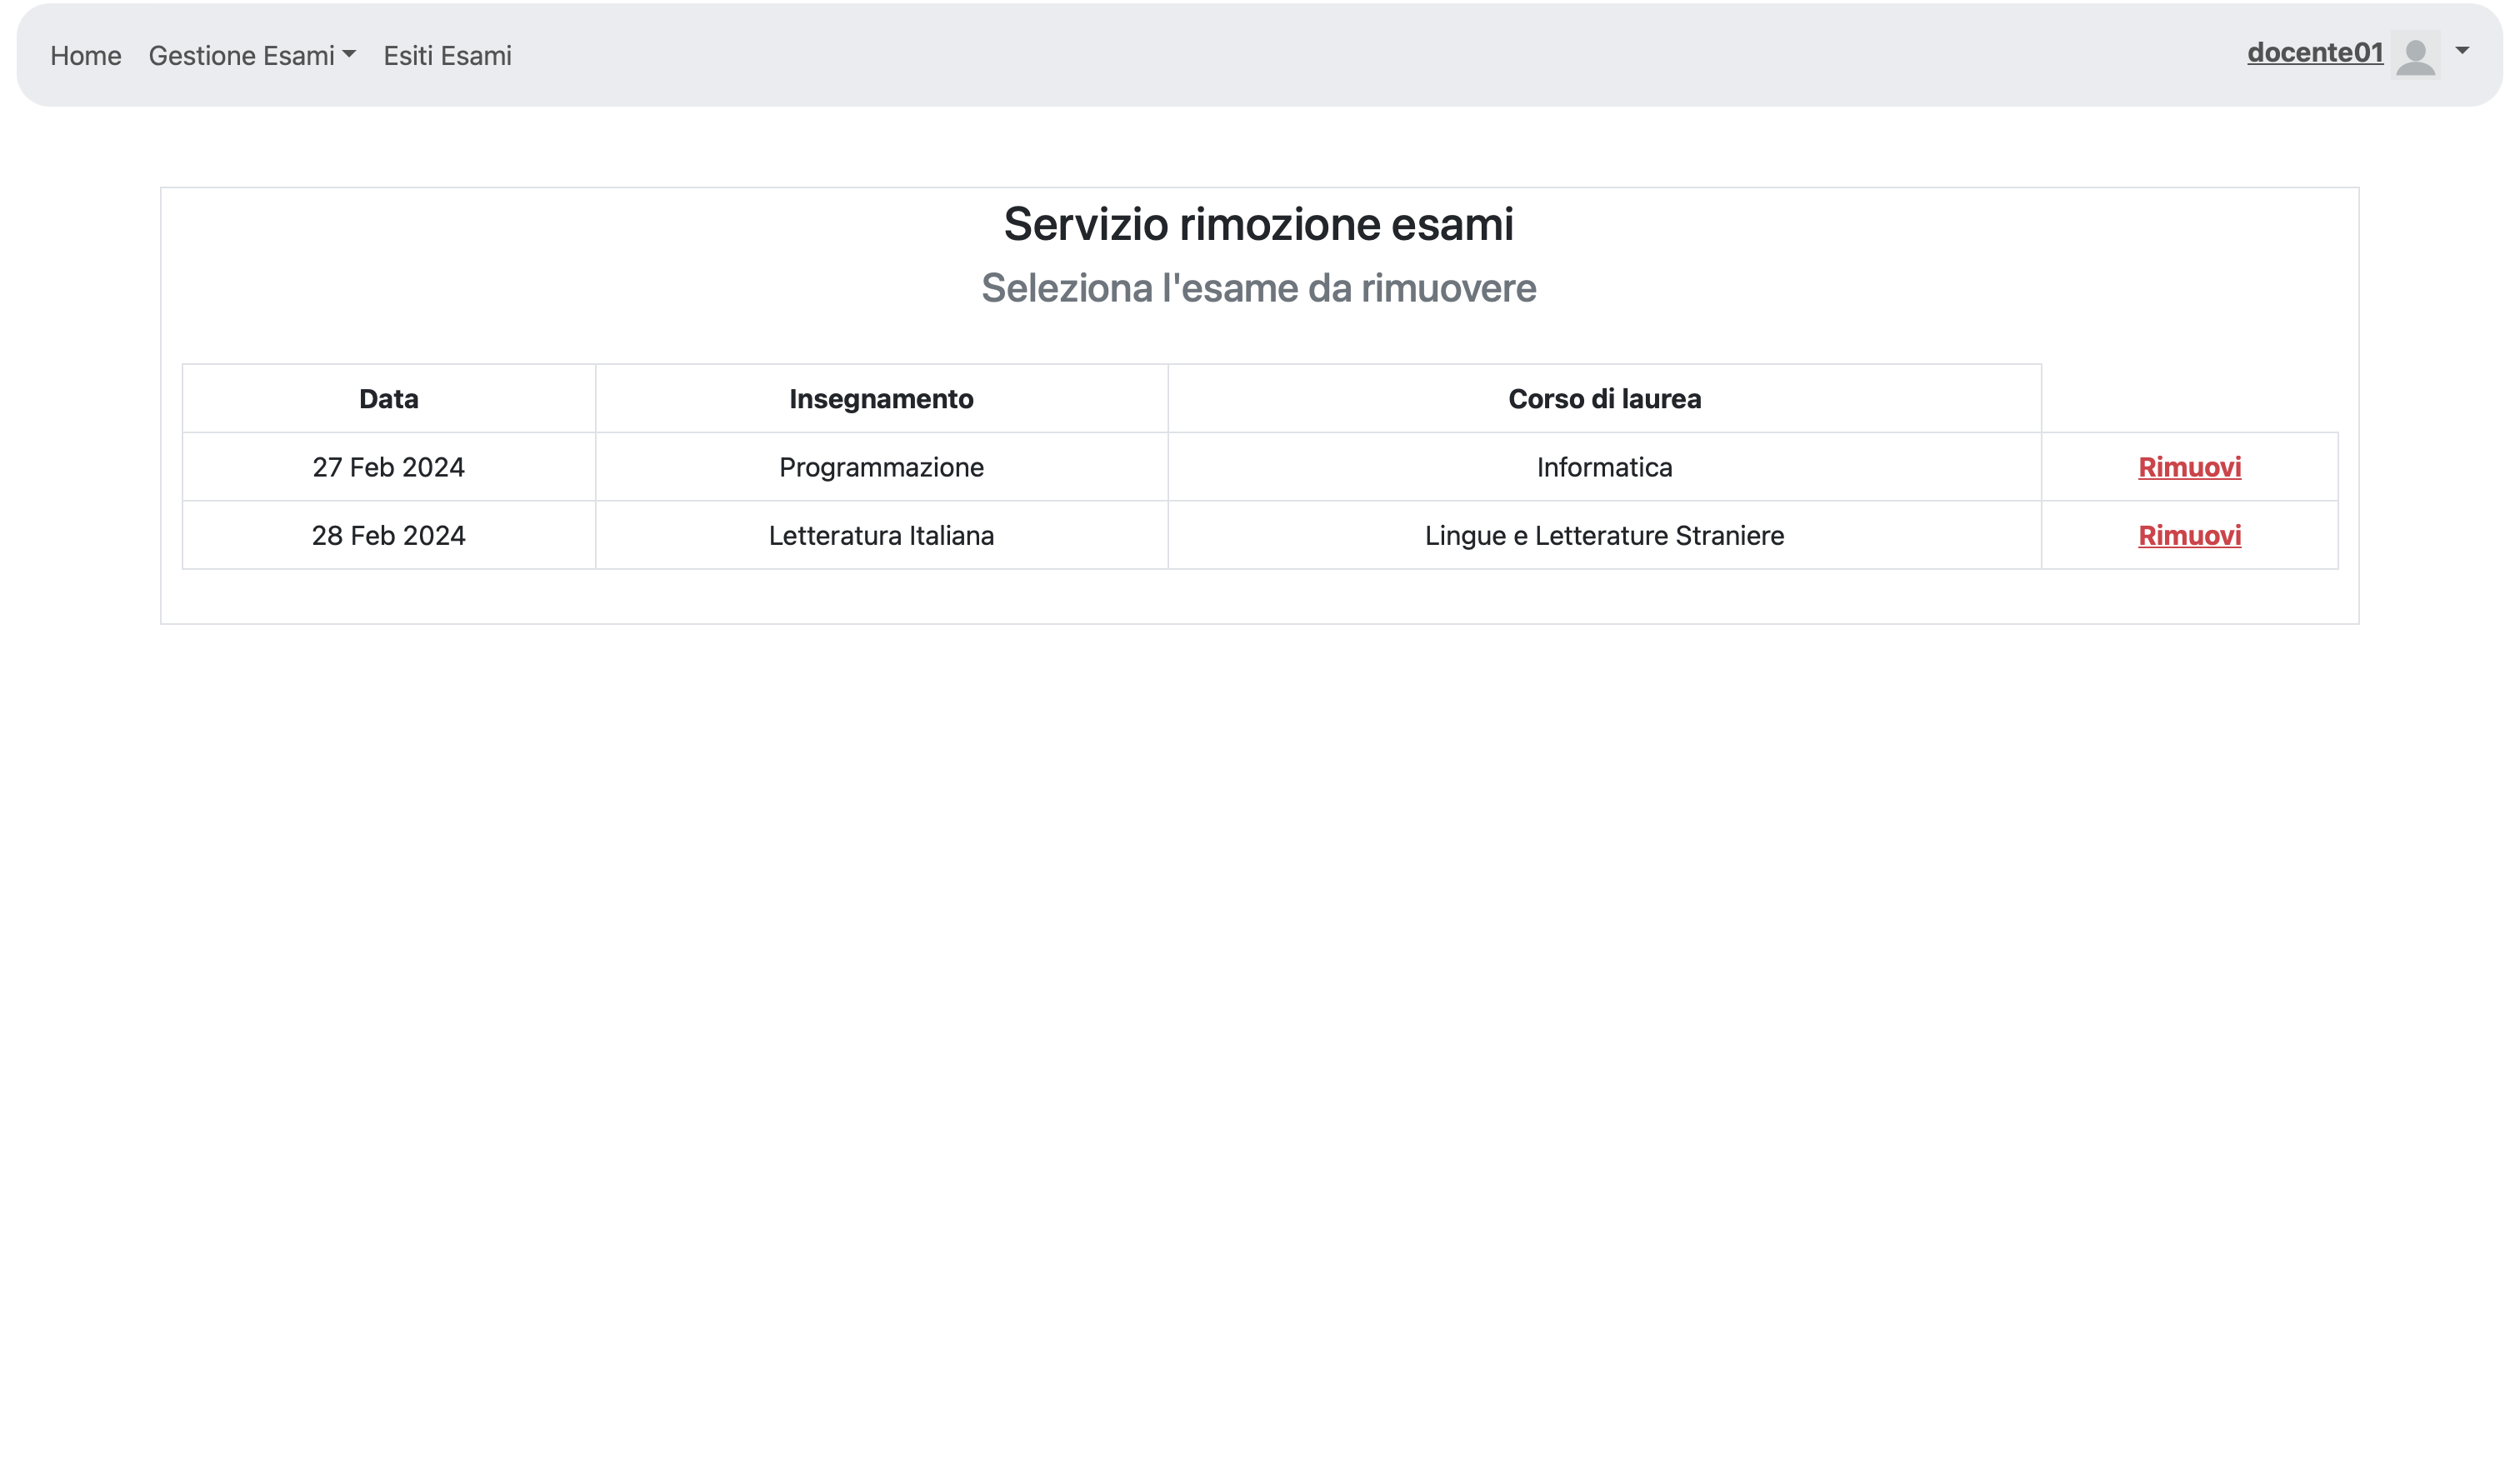 Home Gestione Esami Esiti Esami docente01
Servizio rimozione esami
Seleziona l'esame da rimuovere
Data Insegnamento Corso di laurea
27 Feb 2024 Programmazione Informatica Rimuovi
28 Feb 2024 Letteratura Italiana Lingue e Letterature Straniere Rimuovi